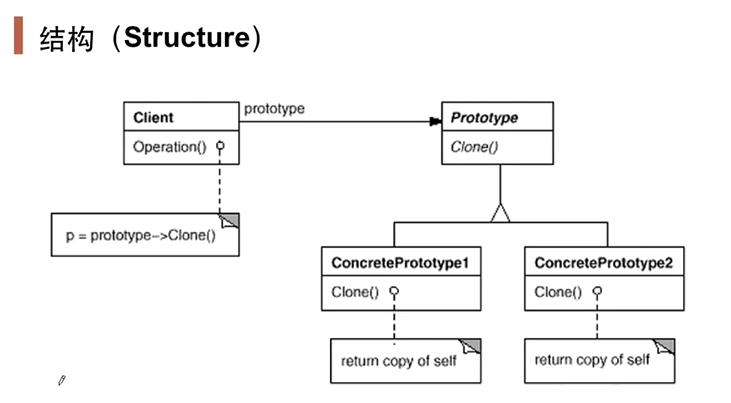 结构（Structure）
Client
Operation()
prototype
Prototype
Clone()
p = prototype->Clone()
ConcretePrototype1
Clone()
ConcretePrototype2
Clone()
return copy of self
return copy of self